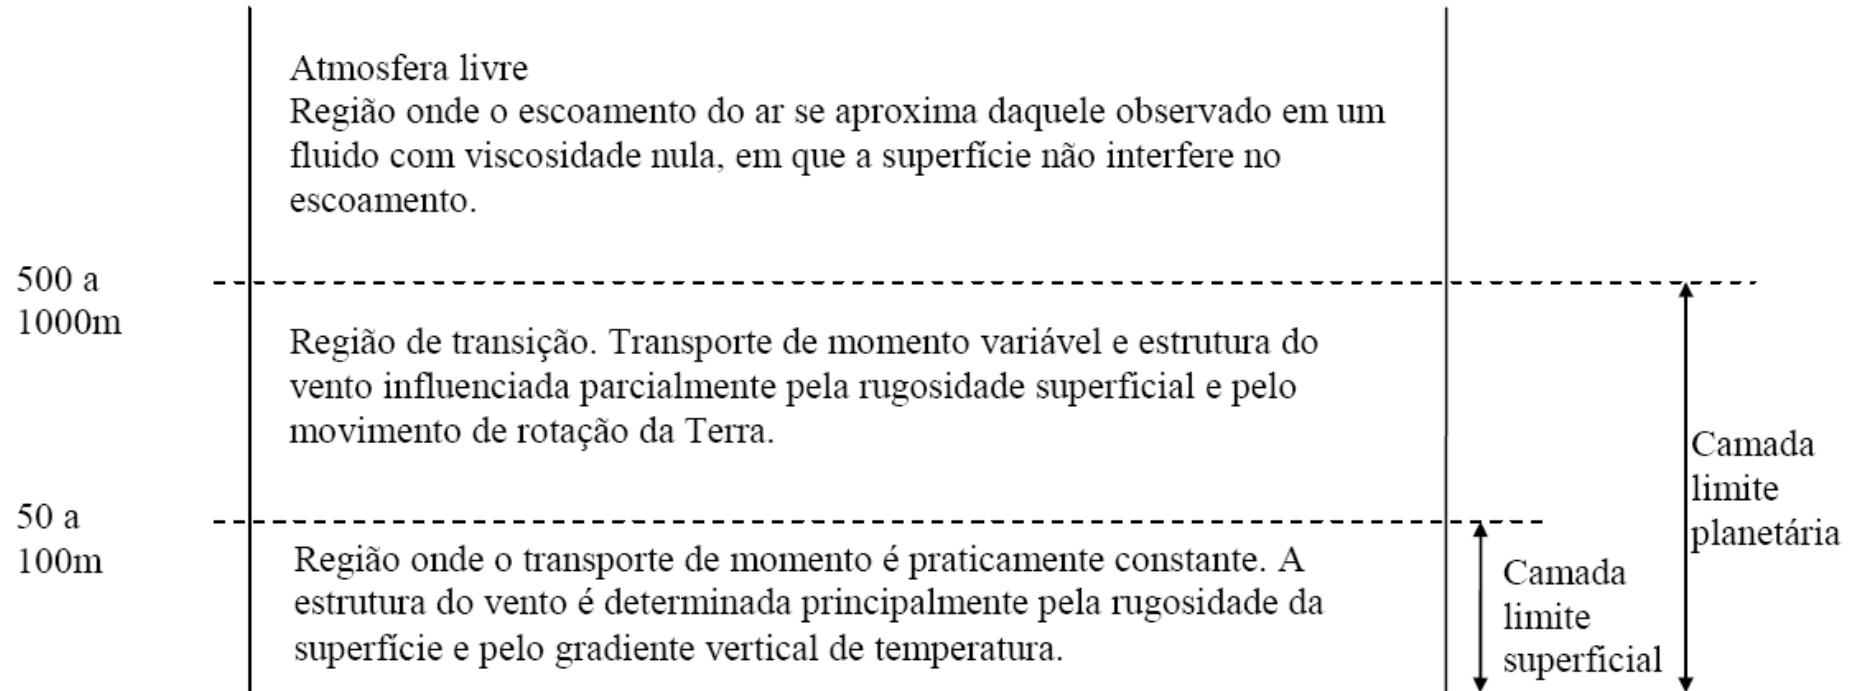 Atmosfera livre
Região onde o escoamento do ar se aproxima daquele observado em um
fluido com viscosidade nula, em que a superfície não interfere no
escoamento.
500 a
1000m
Região de transição. Transporte de momento variável e estrutura do
vento influenciada parcialmente pela rugosidade superficial e pelo
movimento de rotação da Terra.
Camada
limite
planetária
50 a
100m
Região onde o transporte de momento é praticamente constante. A
estrutura do vento é determinada principalmente pela rugosidade da
superfície e pelo gradiente vertical de temperatura.
Camada
limite
superficial